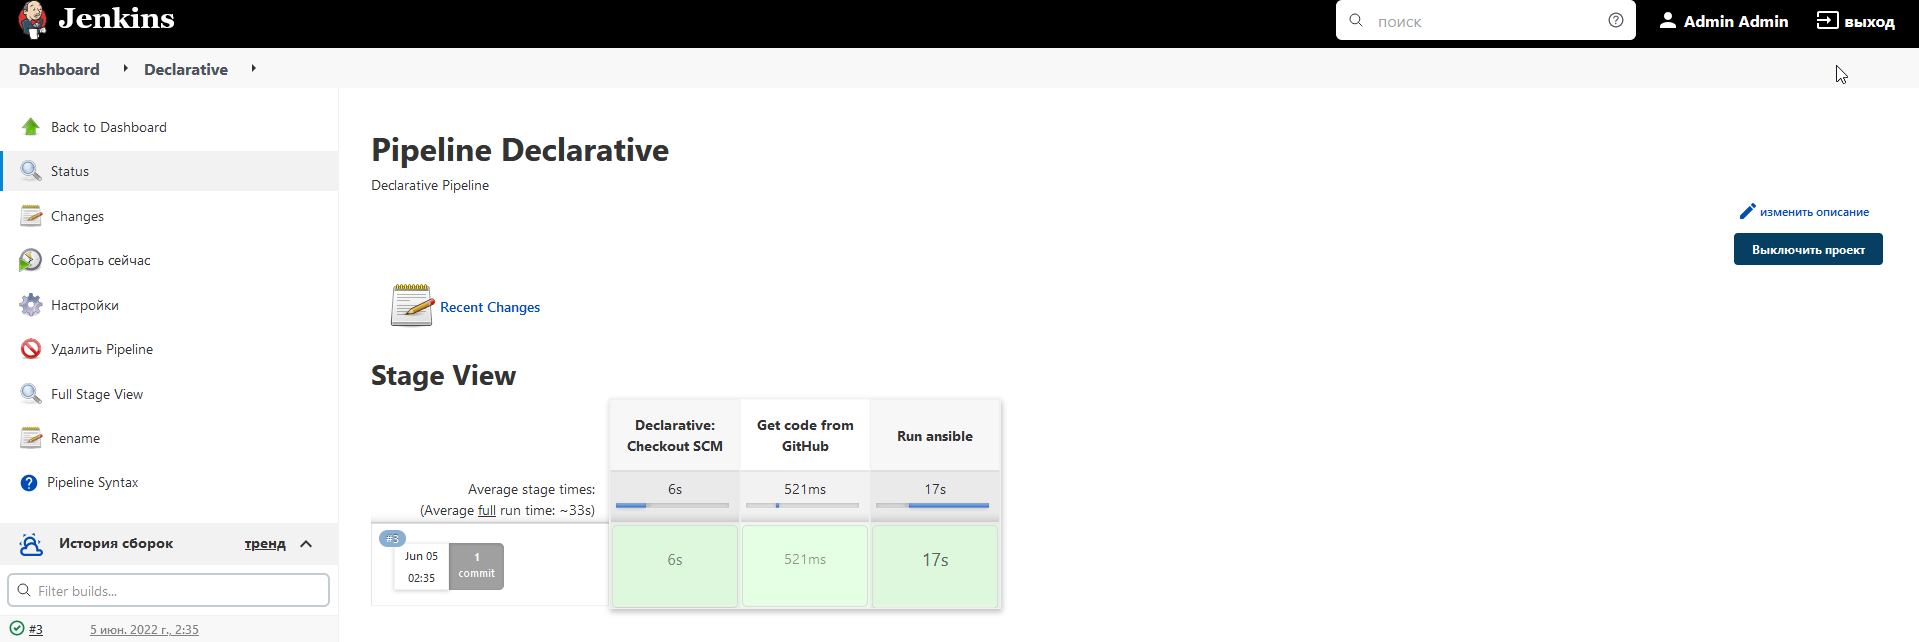 Jenkins
поиск
Admin Admin
выход
Dashboard
Declarative
Back to Dashboard
Status
Changes
Собрать сейчас
Настройки
Удалить Pipeline
Full Stage View
Rename
Pipeline Syntax
История сборок
тренд
Filter builds...
#3
5 июн. 2022 г., 2:35
Pipeline Declarative
Declarative Pipeline
изменить описание
Выключить проект
Recent Changes
Stage View
Declarative:
Checkout SCM
Get code from
GitHub
Run ansible
Average stage times:
(Average full run time: ~33s)
6s
521ms
17s
#3
Jun 05
02:35
1
commit
6s
521ms
17s